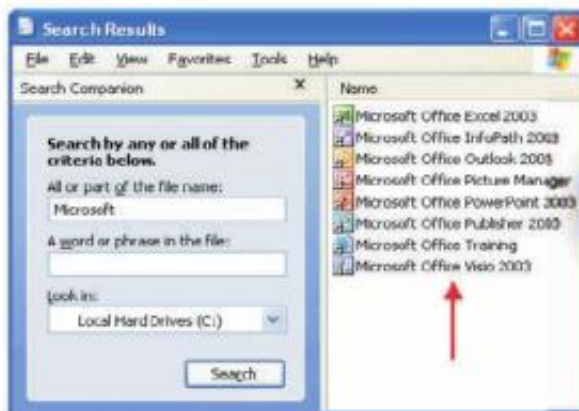 Search Results
File Edit View Favorites Tools Help
Search Companion
Search by any or all of the
criteria below.
All or part of the file name:
Microsoft
A word or phrase in the file:
Look in:
Local Hard Drives (C:)
Search
Name
Microsoft Office Excel 2003
Microsoft Office InfoPath 2003
Microsoft Office Outlook 2003
Microsoft Office Picture Manager
Microsoft Office PowerPoint 2003
Microsoft Office Publisher 2003
Microsoft Office Training
Microsoft Office Visio 2003